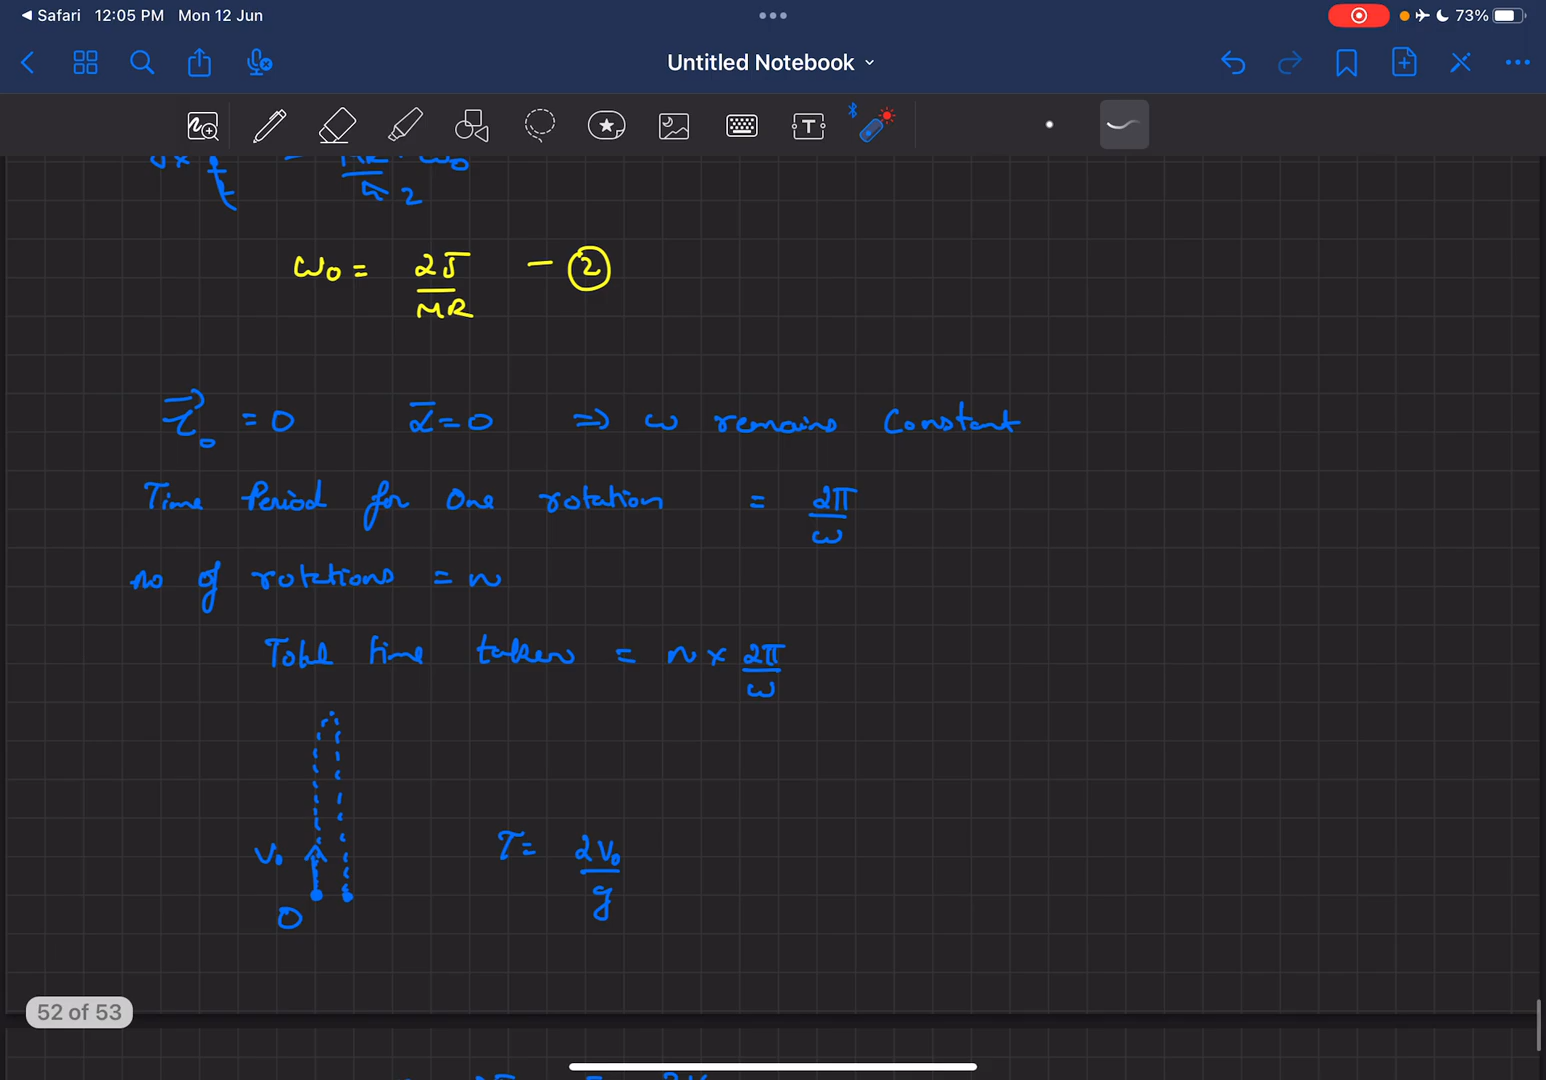 Safari 12:05 PM Mon 12 Jun 73%
Untitled Notebook
T
ω₀ = 2J/MR - ②
τ⃗₀ = 0 α̅ = 0 ⇒ ω remains Constant
Time Period for One rotation = 2π/ω
no of rotations = n
Total time taken = n × 2π/ω
V₀
T = 2V₀/g
O
52 of 53